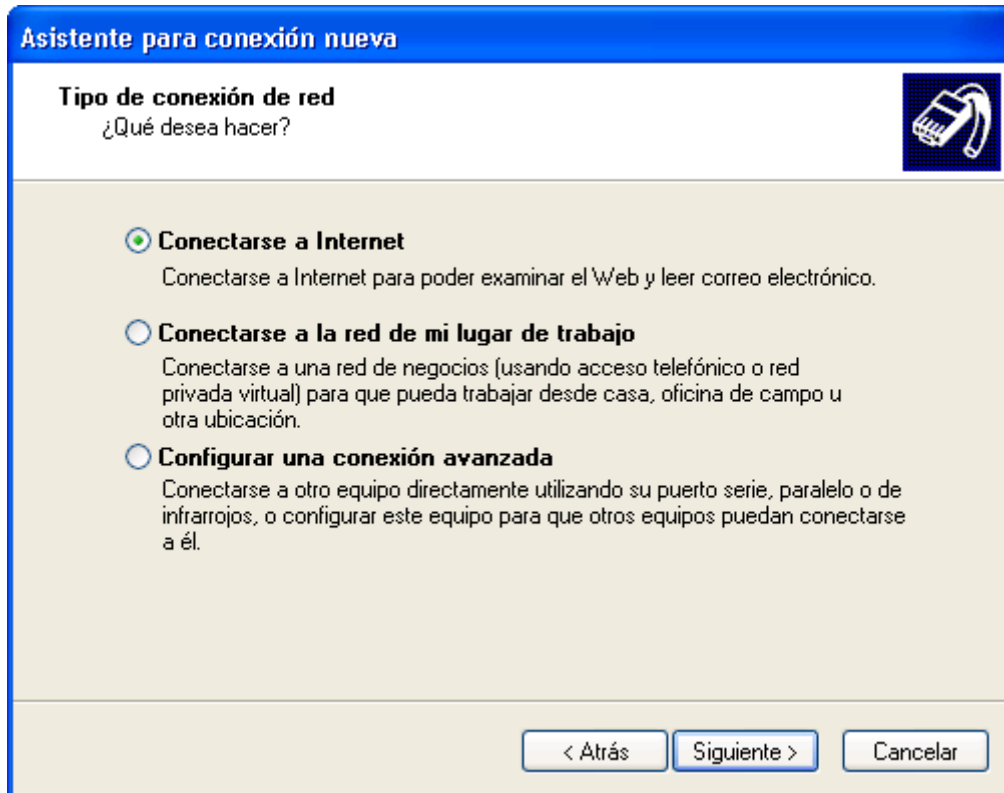 Asistente para conexión nueva
Tipo de conexión de red
¿Qué desea hacer?
Conectarse a Internet
Conectarse a Internet para poder examinar el Web y leer correo electrónico.
Conectarse a la red de mi lugar de trabajo
Conectarse a una red de negocios (usando acceso telefónico o red
privada virtual) para que pueda trabajar desde casa, oficina de campo u
otra ubicación.
Configurar una conexión avanzada
Conectarse a otro equipo directamente utilizando su puerto serie, paralelo o de
infrarrojos, o configurar este equipo para que otros equipos puedan conectarse
a él.
< Atrás
Siguiente >
Cancelar